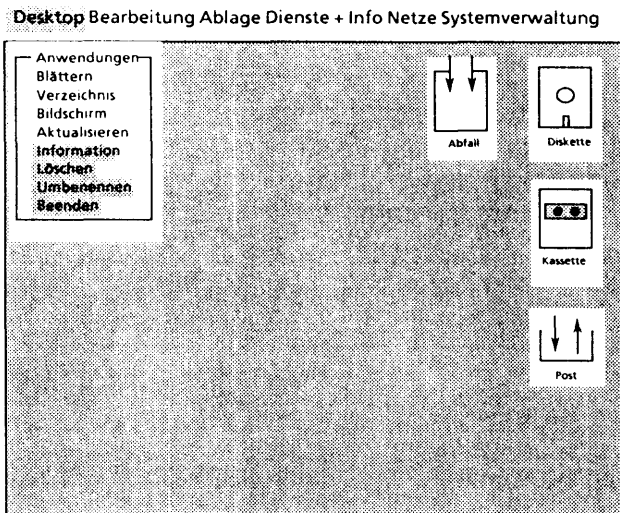 Desktop Bearbeitung Ablage Dienste + Info Netze Systemverwaltung
Anwendungen
Blättern
Verzeichnis
Bildschirm
Aktualisieren
Information
Löschen
Umbenennen
Beenden
Abfall
Diskette
Kassette
Post